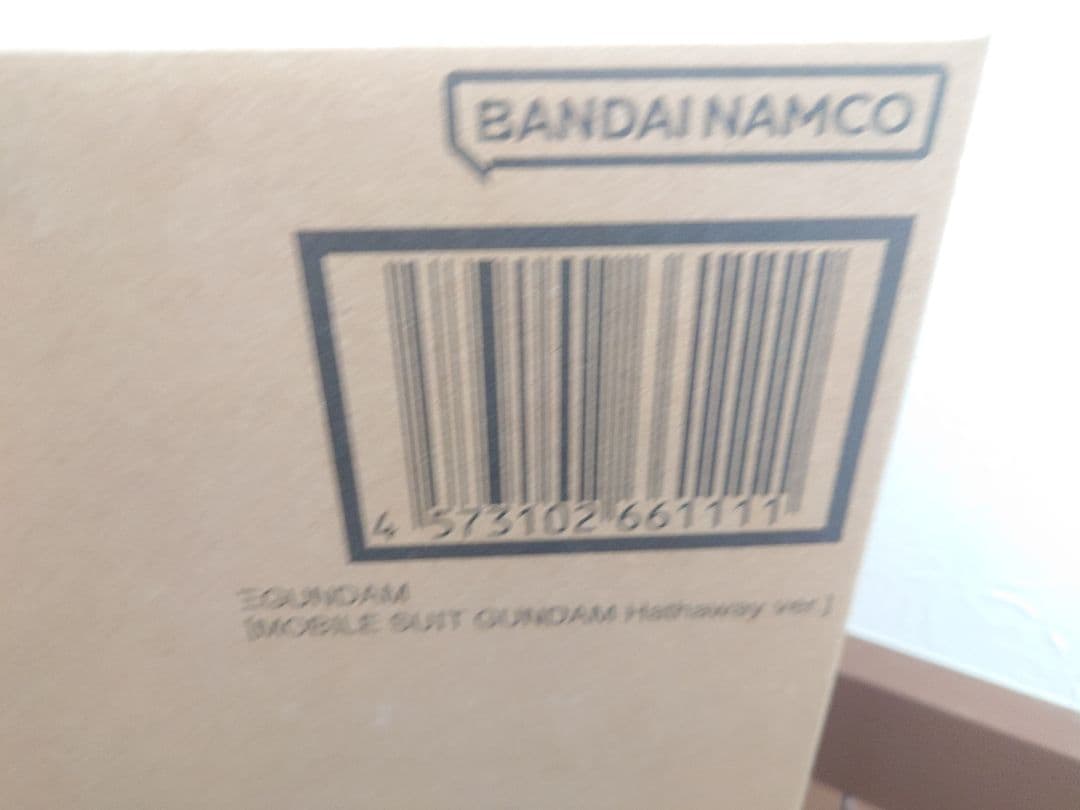 BANDAI NAMCO
4 573102 661111
ΞGUNDAM
[MOBILE SUIT GUNDAM Hathaway ver.]